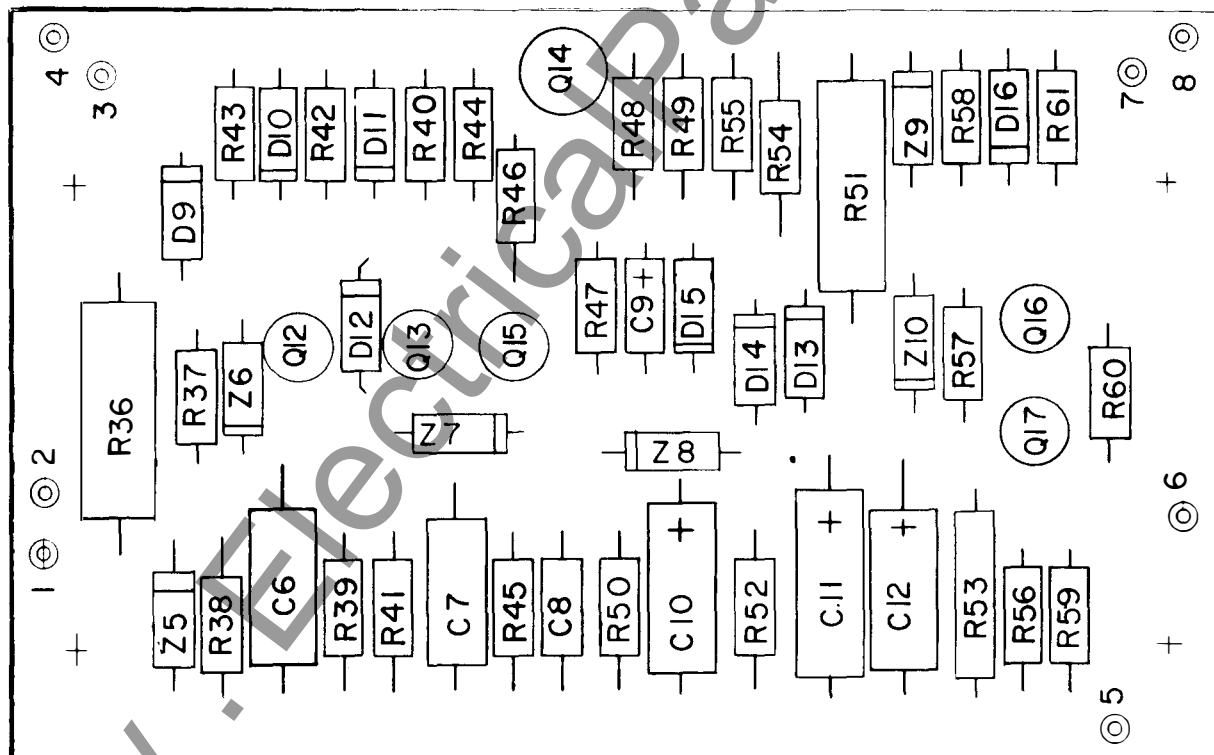 4
3
R43
D10
R42
D11
R40
R44
Q14
R48
R49
R55
R54
R51
Z9
R58
D16
R61
7
8
D9
R46
R36
R37
Z6
Q12
D12
Q13
Q15
R47
C9 +
D15
D14
D13
Z10
R57
Q16
Q17
R60
2
1
Z7
Z8
6
Z5
R38
C6
R39
R41
C7
R45
C8
R50
C10 +
R52
C11 +
C12 +
R53
R56
R59
5
. ElectricalPa